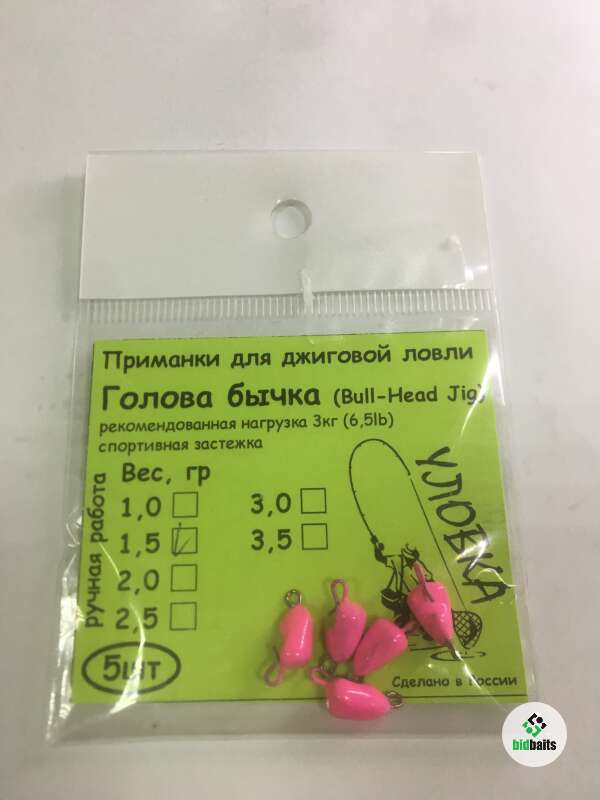 Приманки для джиговой ловли
Голова бычка (Bull-Head Jig)
рекомендованная нагрузка 3кг (6,5lb)
спортивная застежка
ручная работа
Вес, гр
1,0
1,5
2,0
2,5
3,0
3,5
УЛОВКА
5шт
Сделано в России
bidbaits